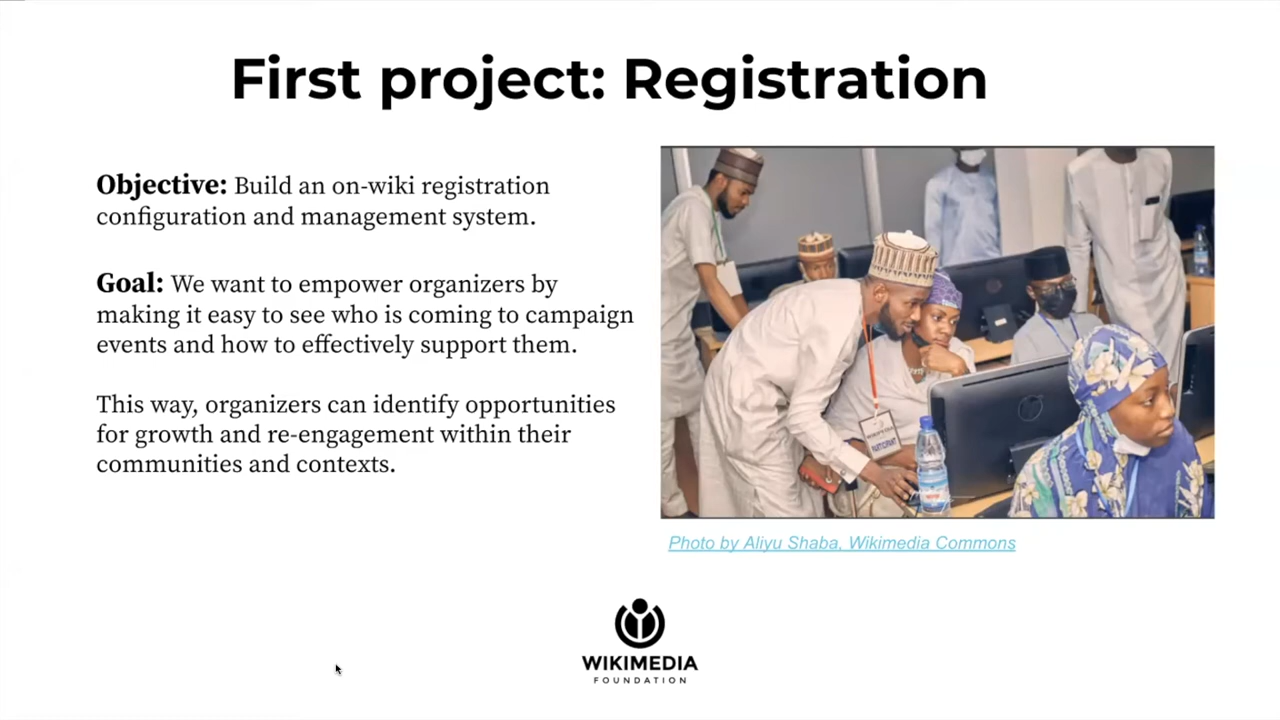 First project: Registration
Objective: Build an on-wiki registration
configuration and management system.
Goal: We want to empower organizers by
making it easy to see who is coming to campaign
events and how to effectively support them.
This way, organizers can identify opportunities
for growth and re-engagement within their
communities and contexts.
PARTICIPANT
Photo by Aliyu Shaba, Wikimedia Commons
WIKIMEDIA
FOUNDATION